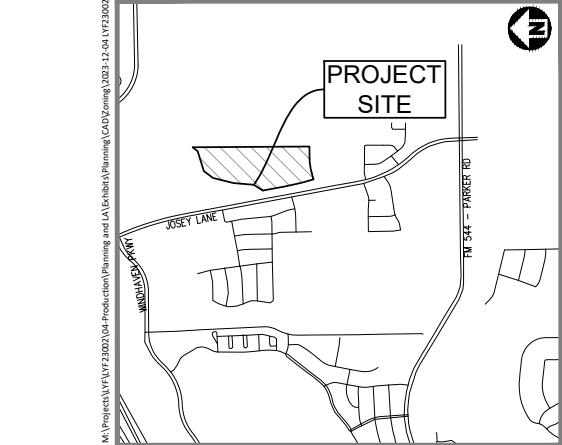 M:\Projects\LYF\LYF23002\04-Production\Planning and LA\Exhibits\Planning\CAD\Zoning\2023-12-04 LYF23002
N
PROJECT
SITE
JOSEY LANE
WINDHAVEN PKWY
FM 544 - PARKER RD